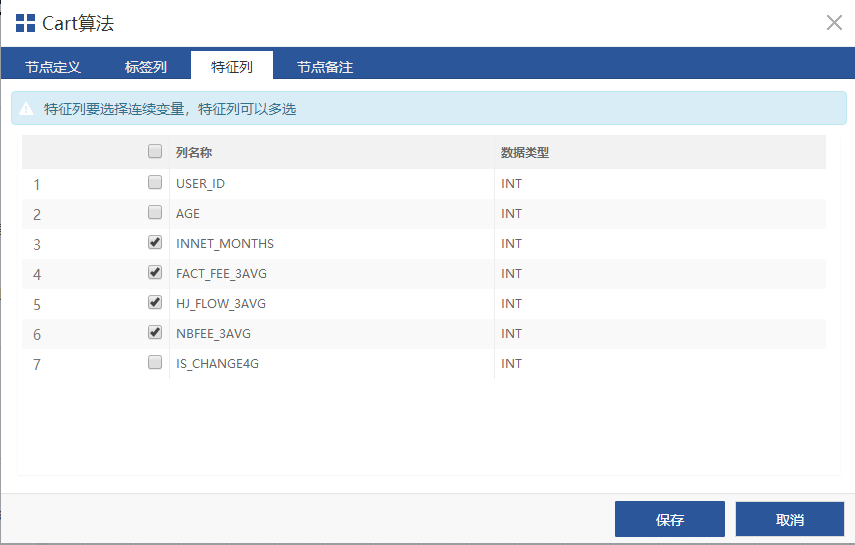 Cart算法
节点定义 标签列 特征列 节点备注
特征列要选择连续变量，特征列可以多选
列名称 数据类型
1 USER_ID INT
2 AGE INT
3 INNET_MONTHS INT
4 FACT_FEE_3AVG INT
5 HJ_FLOW_3AVG INT
6 NBFEE_3AVG INT
7 IS_CHANGE4G INT
保存 取消